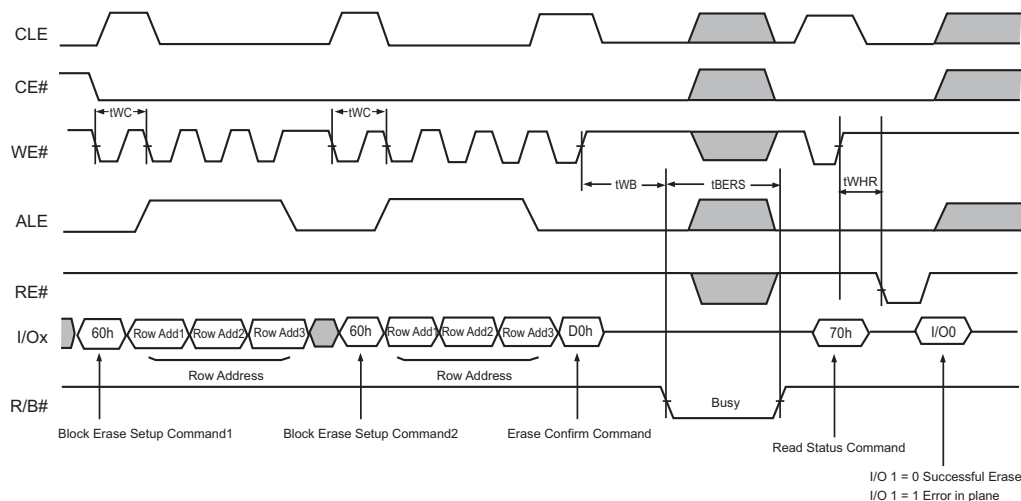 CLE
CE#
tWC
tWC
WE#
tWB
tBERS
tWHR
ALE
RE#
I/Ox
60h
Row Add1
Row Add2
Row Add3
60h
Row Add1
Row Add2
Row Add3
D0h
70h
I/O0
Row Address
Row Address
R/B#
Busy
Block Erase Setup Command1
Block Erase Setup Command2
Erase Confirm Command
Read Status Command
I/O 1 = 0 Successful Erase
I/O 1 = 1 Error in plane